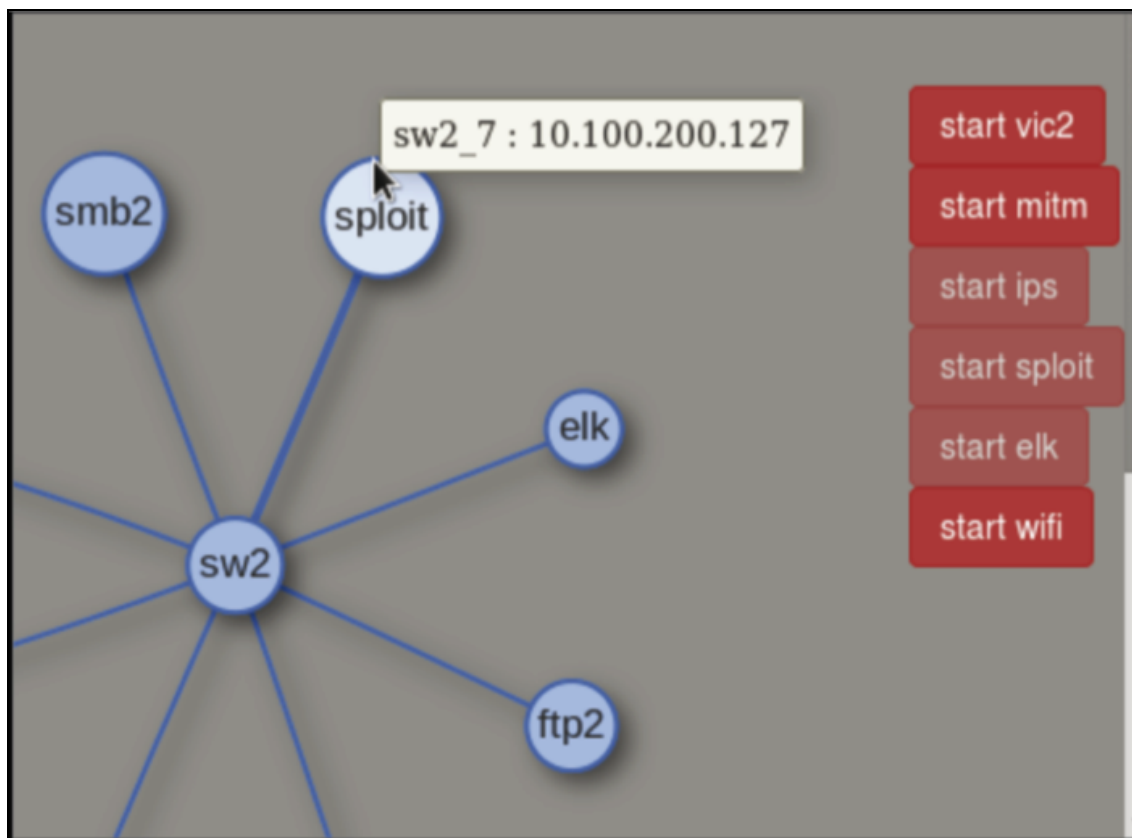 sw2_7 : 10.100.200.127
smb2
sploit
elk
sw2
ftp2
start vic2
start mitm
start ips
start sploit
start elk
start wifi